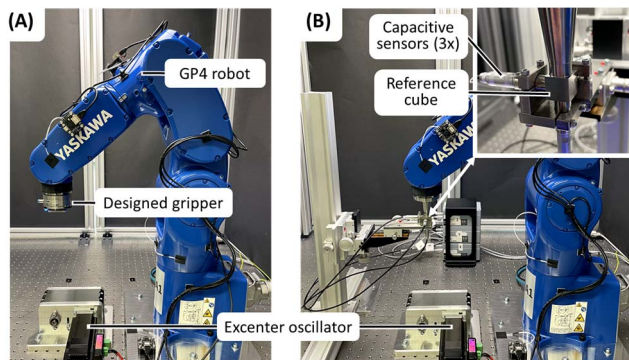 (A)
GP4 robot
YASKAWA
Designed gripper
Excenter oscillator
(B)
Capacitive
sensors (3x)
Reference
cube
YASKAWA